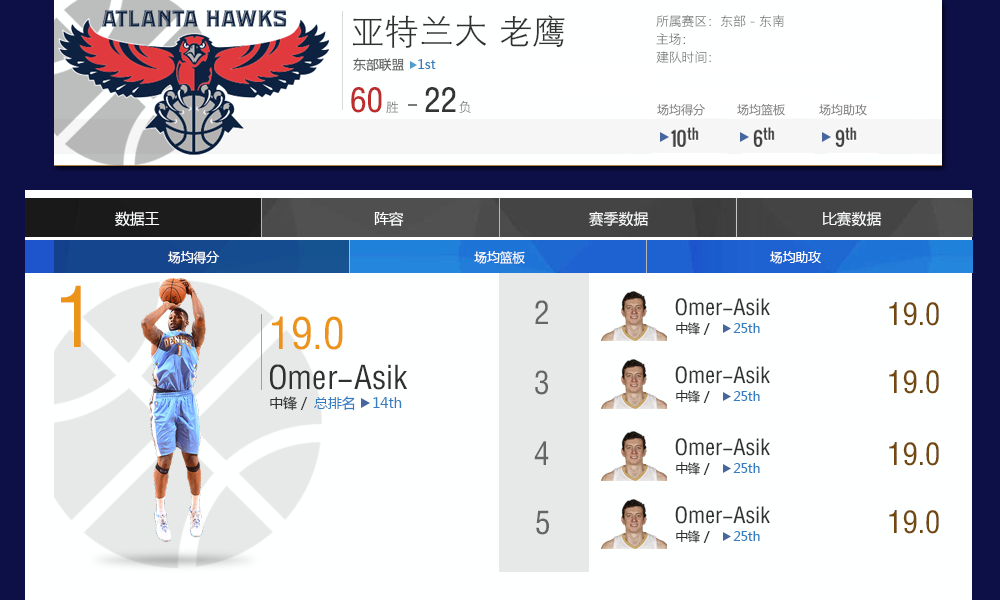 ATLANTA HAWKS
亚特兰大 老鹰
东部联盟 ▶1st
60胜 – 22负
所属赛区：东部 - 东南
主场：
建队时间：
场均得分 场均篮板 场均助攻
▶10th ▶6th ▶9th
数据王 阵容 赛季数据 比赛数据
场均得分 场均篮板 场均助攻
1
DENVER
1
19.0
Omer–Asik
中锋 / 总排名 ▶14th
2 Omer–Asik 19.0
中锋 / ▶25th
3 Omer–Asik 19.0
中锋 / ▶25th
4 Omer–Asik 19.0
中锋 / ▶25th
5 Omer–Asik 19.0
中锋 / ▶25th